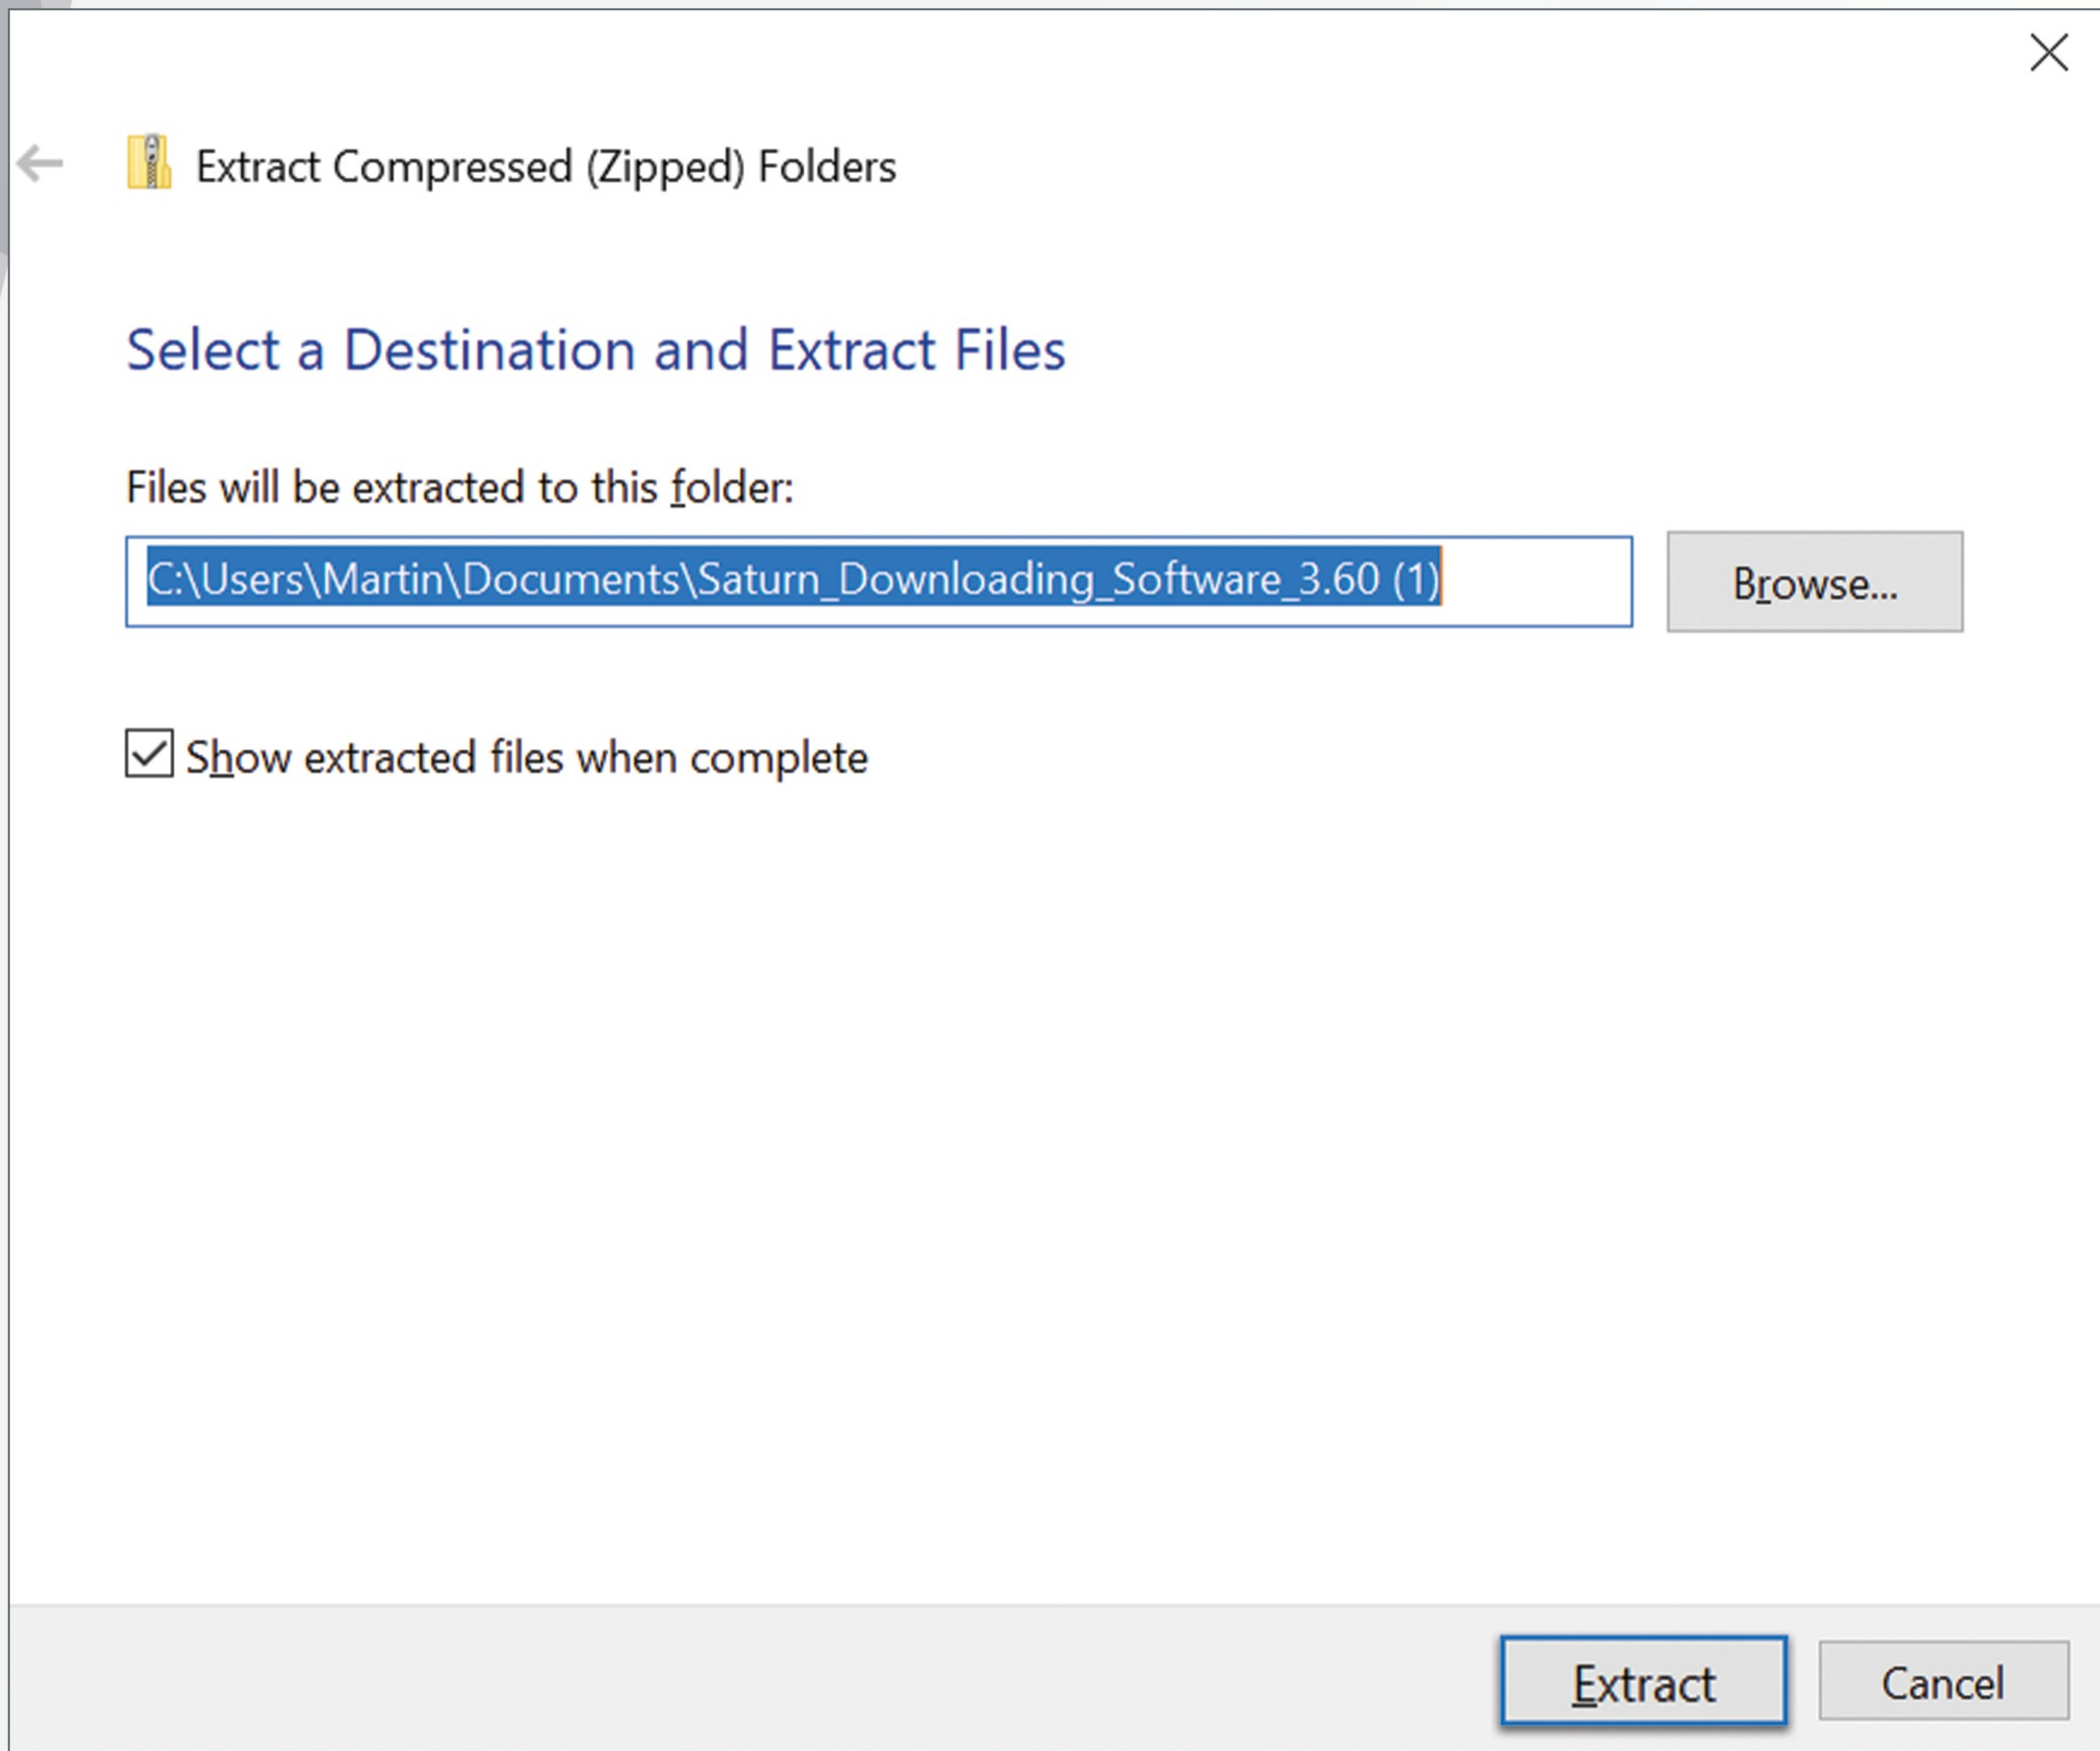 Extract Compressed (Zipped) Folders
Select a Destination and Extract Files
Files will be extracted to this folder:
C:\Users\Martin\Documents\Saturn_Downloading_Software_3.60 (1)
Browse...
Show extracted files when complete
Extract
Cancel